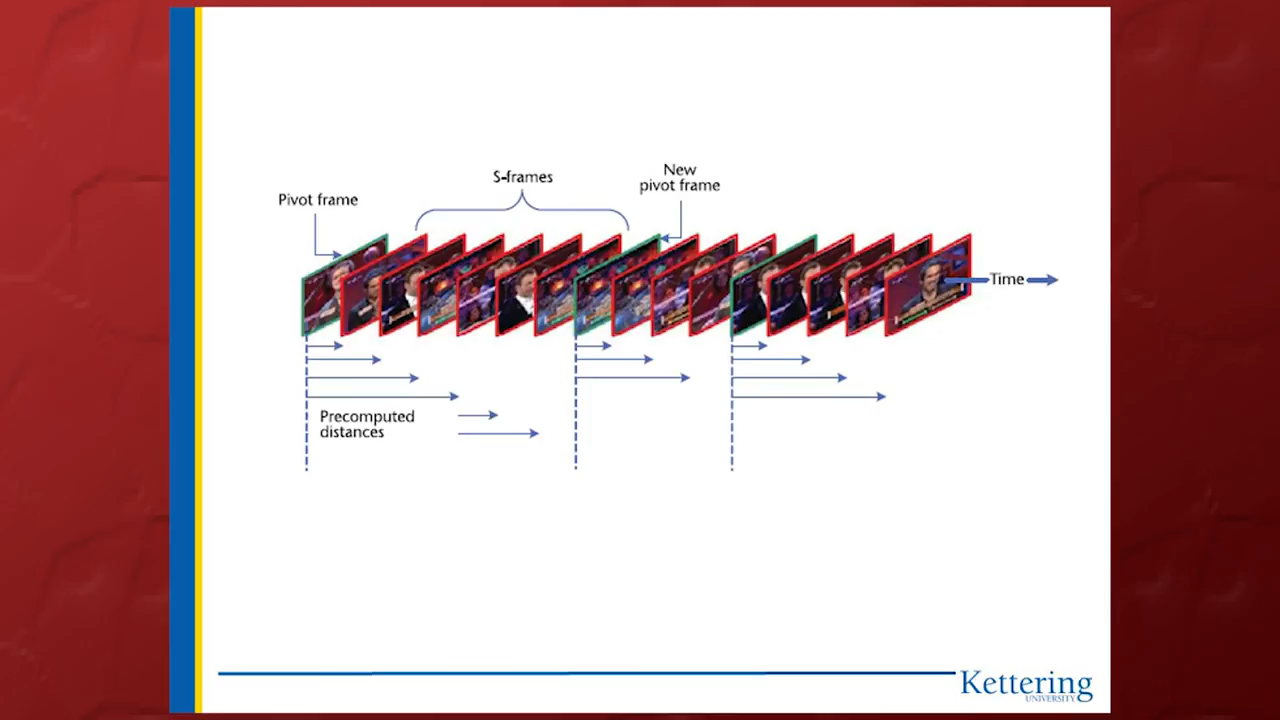 Pivot frame
S-frames
New
pivot frame
Time
Precomputed
distances
Kettering
UNIVERSITY